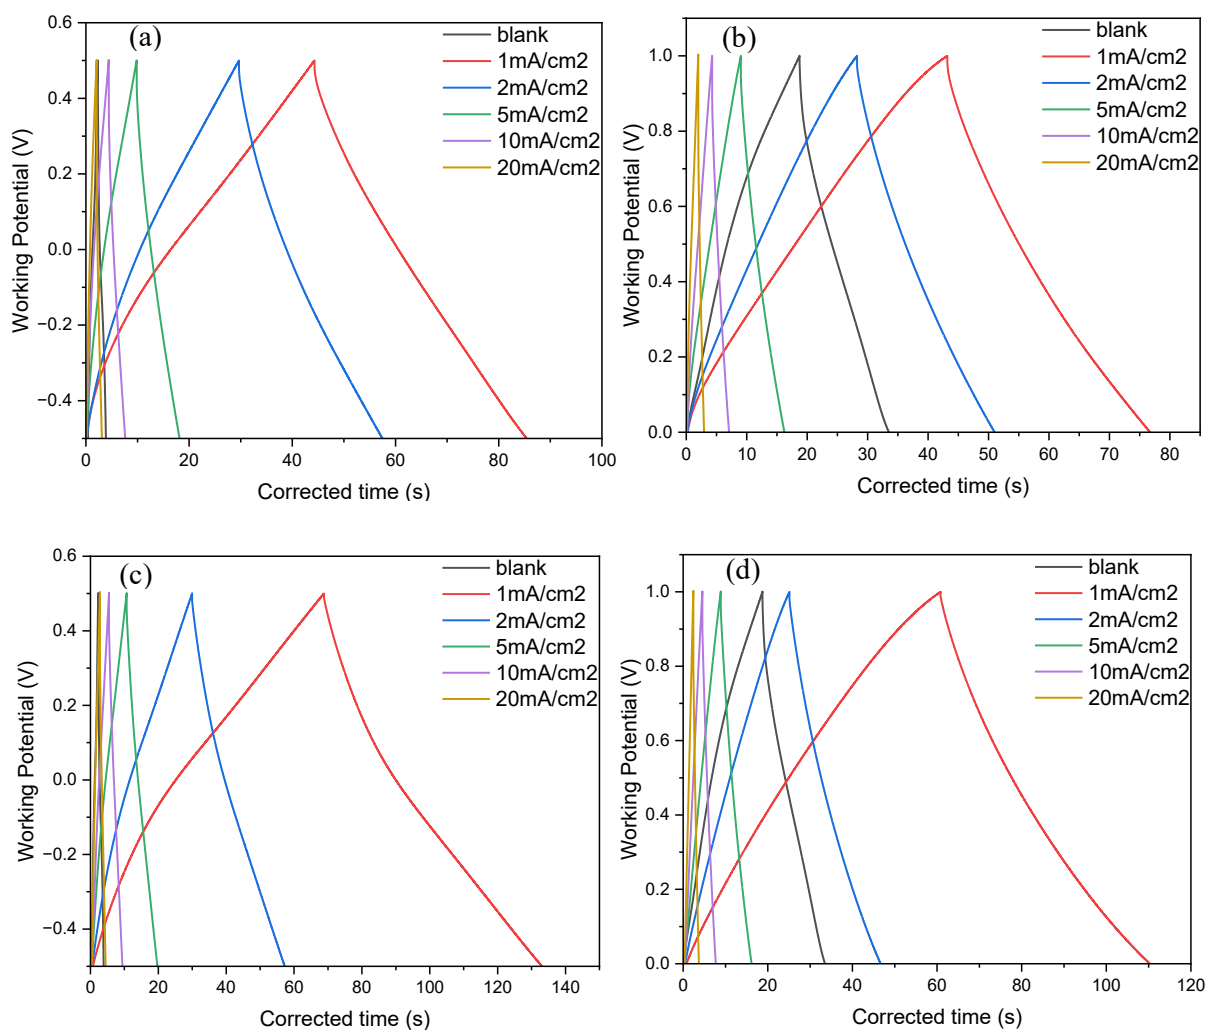 (a)
blank
1mA/cm2
2mA/cm2
5mA/cm2
10mA/cm2
20mA/cm2
0.6
0.4
0.2
0.0
−0.2
−0.4
Working Potential (V)
0 20 40 60 80 100
Corrected time (s)
(b)
blank
1mA/cm2
2mA/cm2
5mA/cm2
10mA/cm2
20mA/cm2
1.0
0.8
0.6
0.4
0.2
0.0
Working Potential (V)
0 10 20 30 40 50 60 70 80
Corrected time (s)
(c)
blank
1mA/cm2
2mA/cm2
5mA/cm2
10mA/cm2
20mA/cm2
0.6
0.4
0.2
0.0
−0.2
−0.4
Working Potential (V)
0 20 40 60 80 100 120 140
Corrected time (s)
(d)
blank
1mA/cm2
2mA/cm2
5mA/cm2
10mA/cm2
20mA/cm2
1.0
0.8
0.6
0.4
0.2
0.0
Working Potential (V)
0 20 40 60 80 100 120
Corrected time (s)